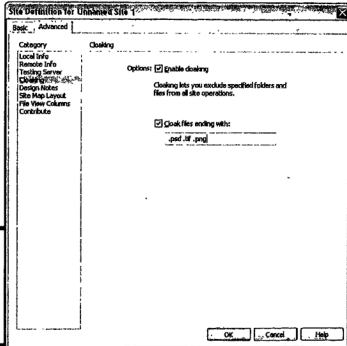 Site Definition for Unnamed Site 1
Basic Advanced
Category
Local Info
Remote Info
Testing Server
Cloaking
Design Notes
Site Map Layout
File View Columns
Contribute
Cloaking
Options: Enable cloaking
Cloaking lets you exclude specified folders and
files from all site operations.
Cloak files ending with:
.psd .tif .png
OK Cancel Help